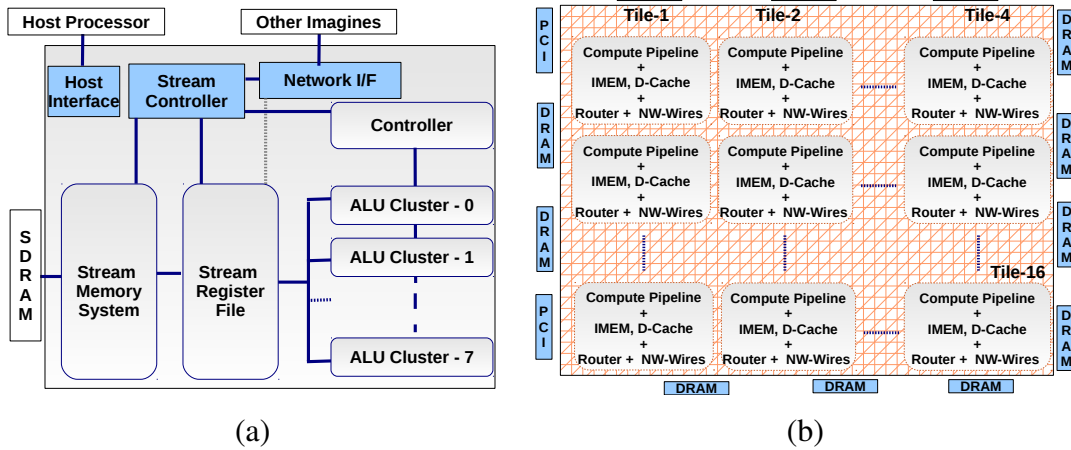 Host Processor
Other Imagines
Host
Interface
Stream
Controller
Network I/F
Controller
S
D
R
A
M
Stream
Memory
System
Stream
Register
File
ALU Cluster - 0
ALU Cluster - 1
ALU Cluster - 7
(a)
Tile-1
Tile-2
Tile-4
P
C
I
D
R
A
M
D
R
A
M
P
C
I
Compute Pipeline
+
IMEM, D-Cache
+
Router + NW-Wires
Compute Pipeline
+
IMEM, D-Cache
+
Router + NW-Wires
Compute Pipeline
+
IMEM, D-Cache
+
Router + NW-Wires
Compute Pipeline
+
IMEM, D-Cache
+
Router + NW-Wires
Compute Pipeline
+
IMEM, D-Cache
+
Router + NW-Wires
Compute Pipeline
+
IMEM, D-Cache
+
Router + NW-Wires
Tile-16
Compute Pipeline
+
IMEM, D-Cache
+
Router + NW-Wires
Compute Pipeline
+
IMEM, D-Cache
+
Router + NW-Wires
Compute Pipeline
+
IMEM, D-Cache
+
Router + NW-Wires
D
R
A
M
D
R
A
M
D
R
A
M
D
R
A
M
DRAM
DRAM
DRAM
(b)